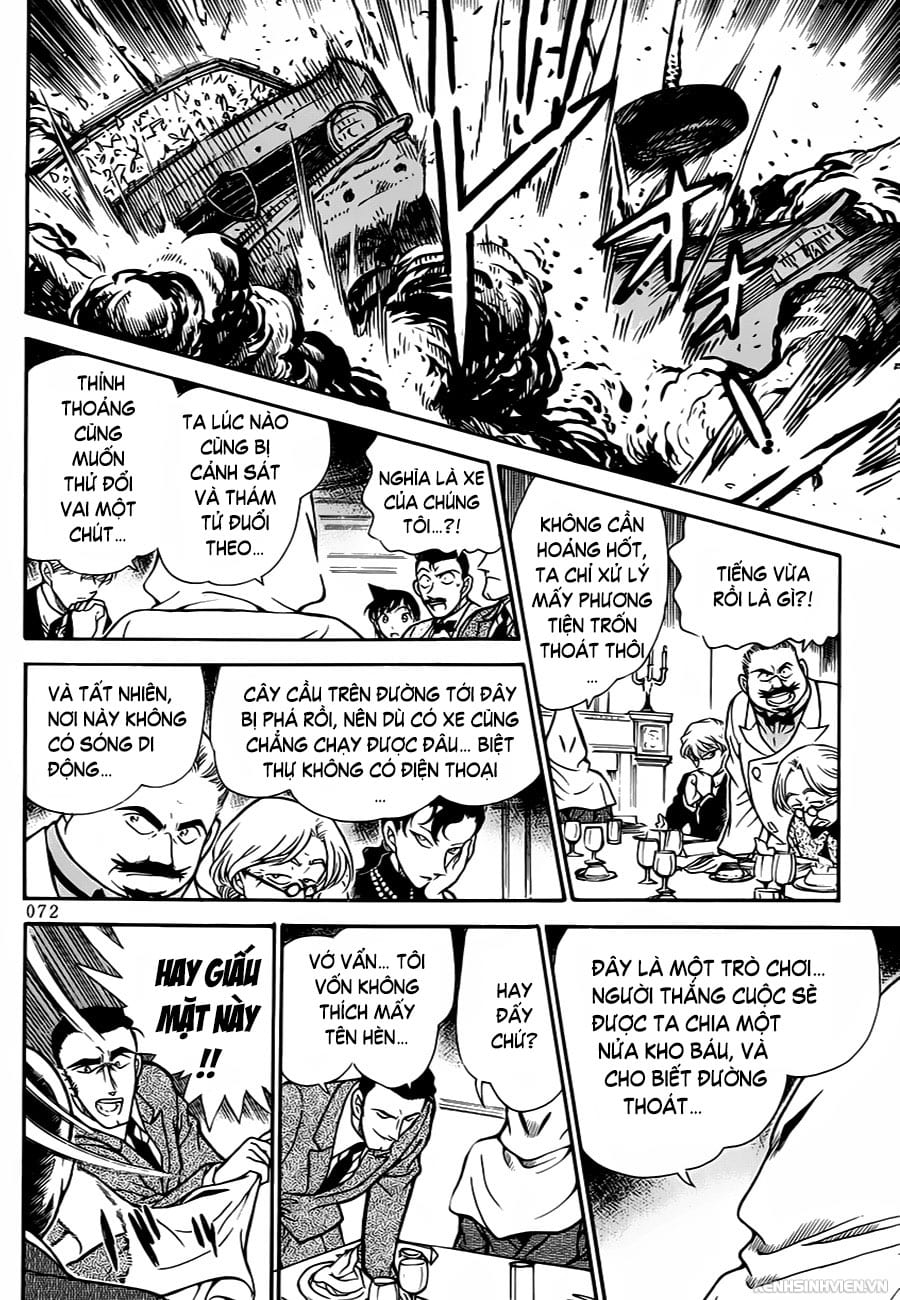 TIẾNG VỪA
RỒI LÀ GÌ?!
KHÔNG CẦN
HOẢNG HỐT,
TA CHỈ XỬ LÝ
MẤY PHƯƠNG
TIỆN TRỐN
THOÁT THÔI
...
NGHĨA LÀ XE
CỦA CHÚNG
TÔI...?!
TA LÚC NÀO
CŨNG BỊ
CẢNH SÁT
VÀ THÁM
TỬ ĐUỔI
THEO...
THỈNH
THOẢNG
CŨNG
MUỐN
THỬ ĐỔI
VAI MỘT
CHÚT...
CÂY CẦU TRÊN ĐƯỜNG TỚI ĐÂY
BỊ PHÁ RỒI, NÊN DÙ CÓ XE CŨNG
CHẲNG CHẠY ĐƯỢC ĐÂU... BIỆT
THỰ KHÔNG CÓ ĐIỆN THOẠI
...
VÀ TẤT NHIÊN,
NƠI NÀY KHÔNG
CÓ SÓNG DI
ĐỘNG...
072
ĐÂY LÀ MỘT TRÒ CHƠI...
NGƯỜI THẮNG CUỘC SẼ
ĐƯỢC TA CHIA MỘT
NỬA KHO BÁU, VÀ
CHO BIẾT ĐƯỜNG
THOÁT...
HAY
ĐẤY
CHỨ?
VỚ VẨN... TÔI
VỐN KHÔNG
THÍCH MẤY
TÊN HÈN...
HAY GIẤU
MẶT NÀY
!!
KENHSINHVIEN.VN